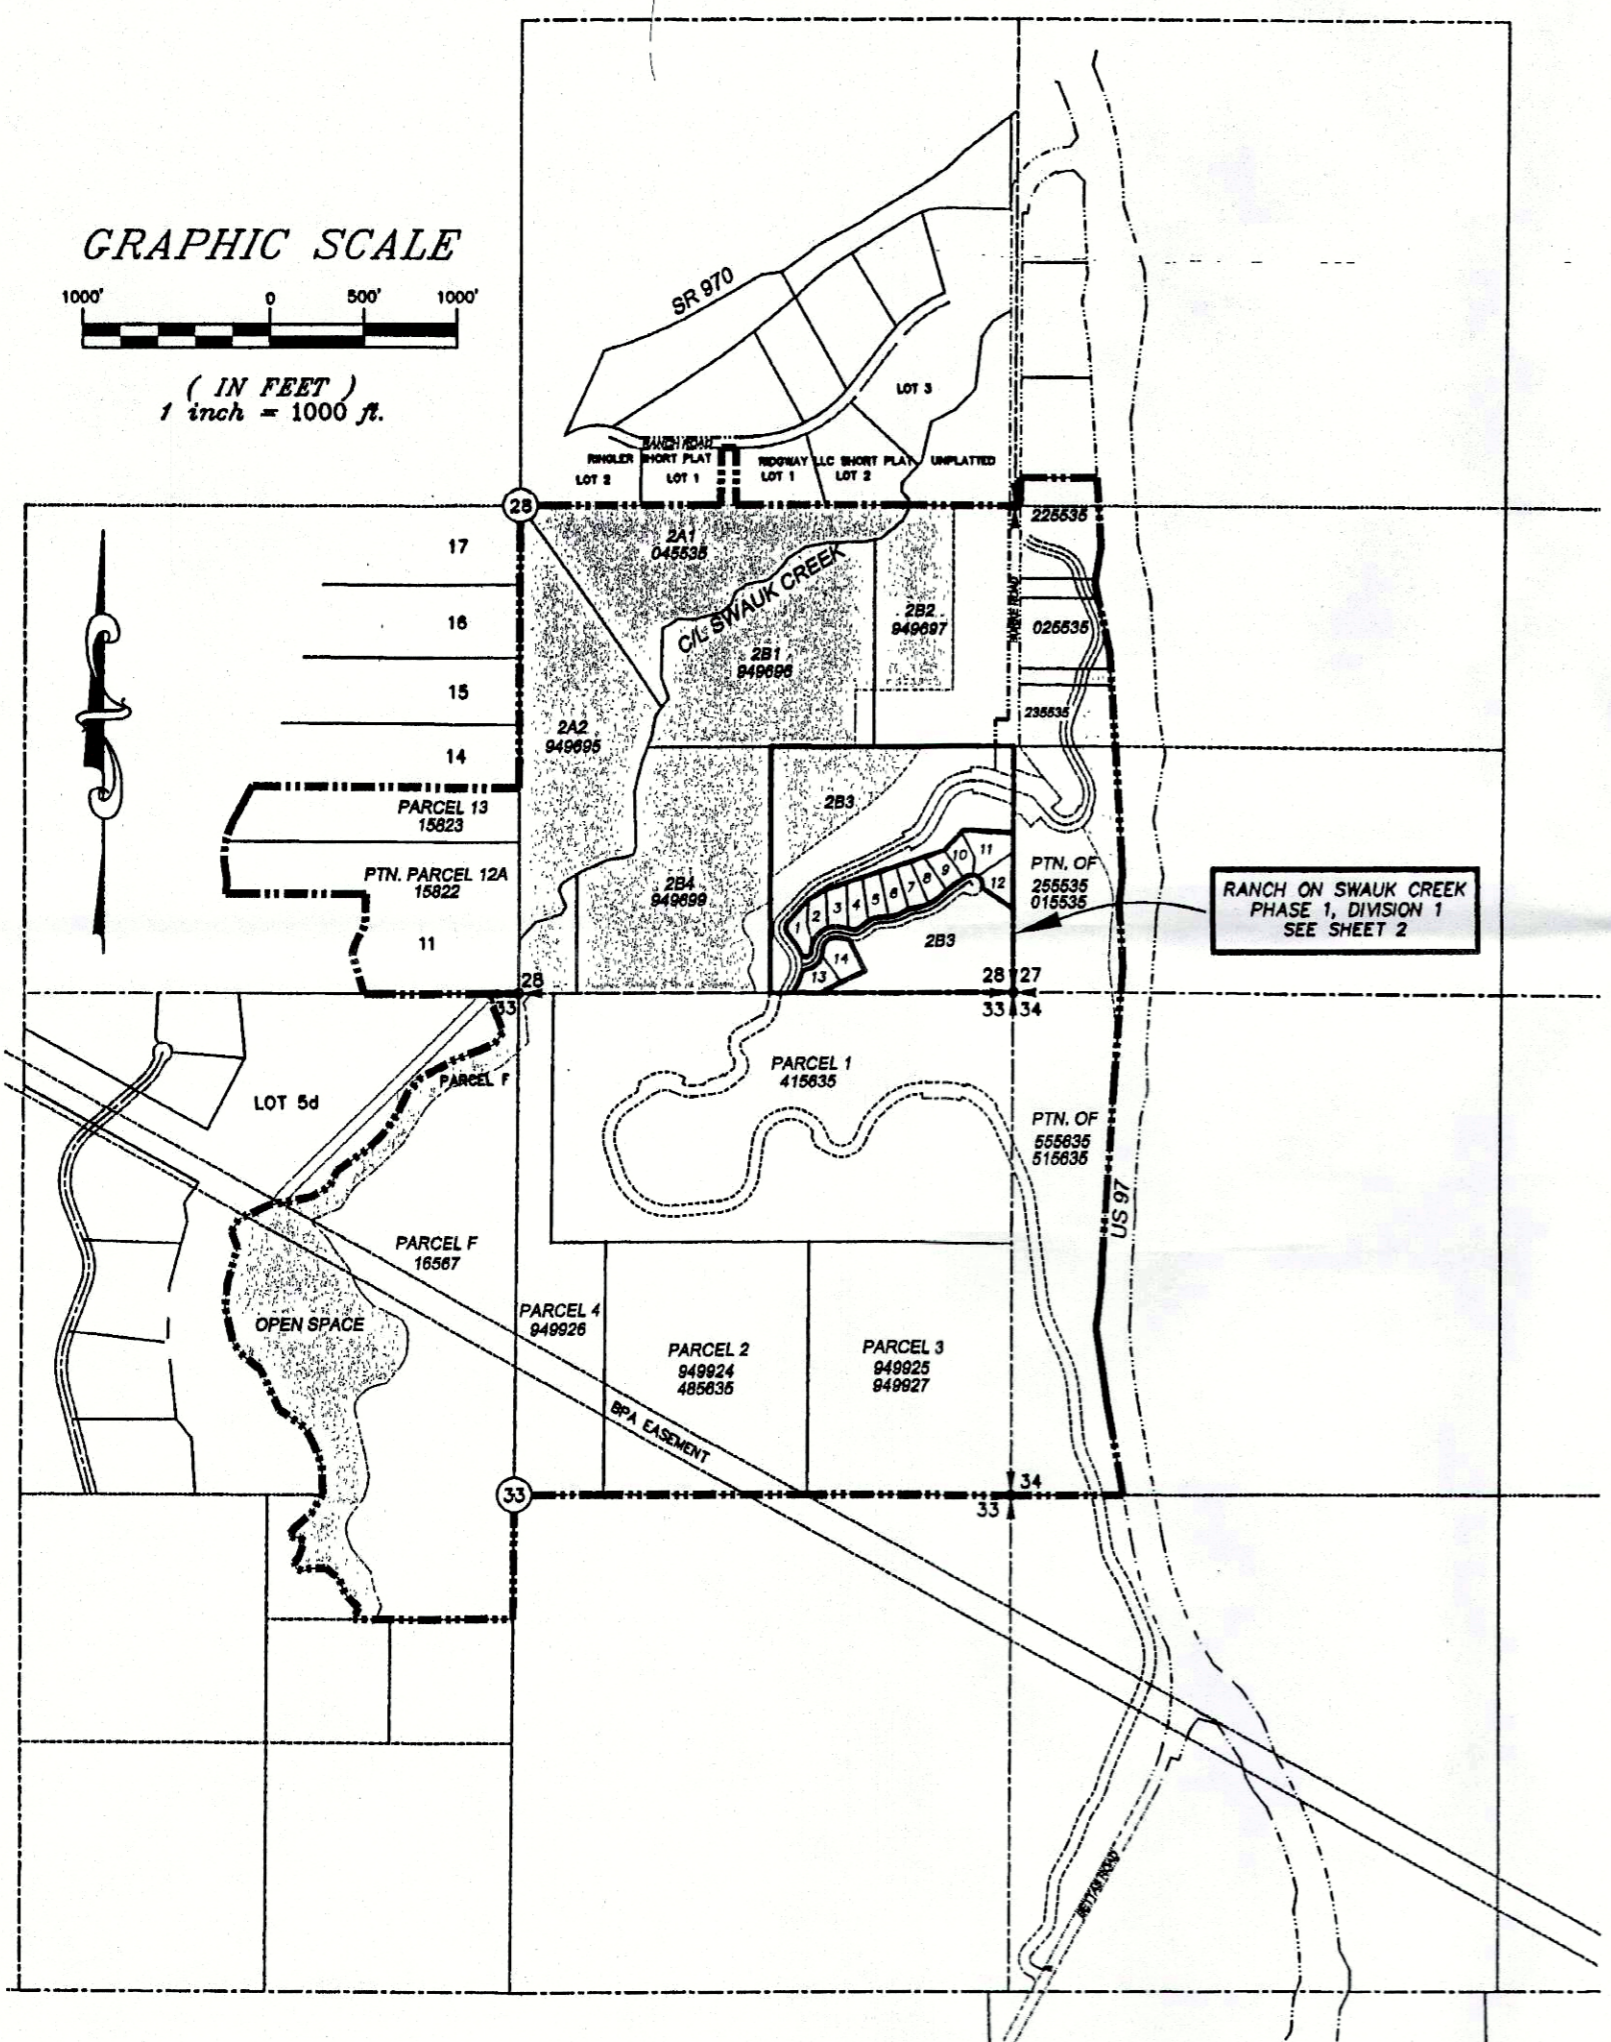 GRAPHIC SCALE
1000' 0 500' 1000'
( IN FEET )
1 inch = 1000 ft.
SR 970
LOT 3
RANCH ROAD
RINGLER SHORT PLAT
LOT 2
LOT 1
RIDGWAY LLC SHORT PLAT
LOT 1
LOT 2
UNPLATTED
28
17
16
15
14
PARCEL 13
15823
PTN. PARCEL 12A
15822
11
2A1
045535
C/L SWAUK CREEK
2B1
949696
2B2
949697
2A2
949695
225535
RANCH ROAD
025535
235535
2B3
2B4
949699
1
2
3
4
5
6
7
8
9
10
11
12
13
14
2B3
PTN. OF
255535
015535
RANCH ON SWAUK CREEK
PHASE 1, DIVISION 1
SEE SHEET 2
28
33
28 27
33 34
PARCEL F
LOT 5d
PARCEL 1
415635
PTN. OF
555635
515635
US 97
PARCEL F
16567
OPEN SPACE
PARCEL 4
949926
PARCEL 2
949924
485635
PARCEL 3
949925
949927
BPA EASEMENT
33
34
33